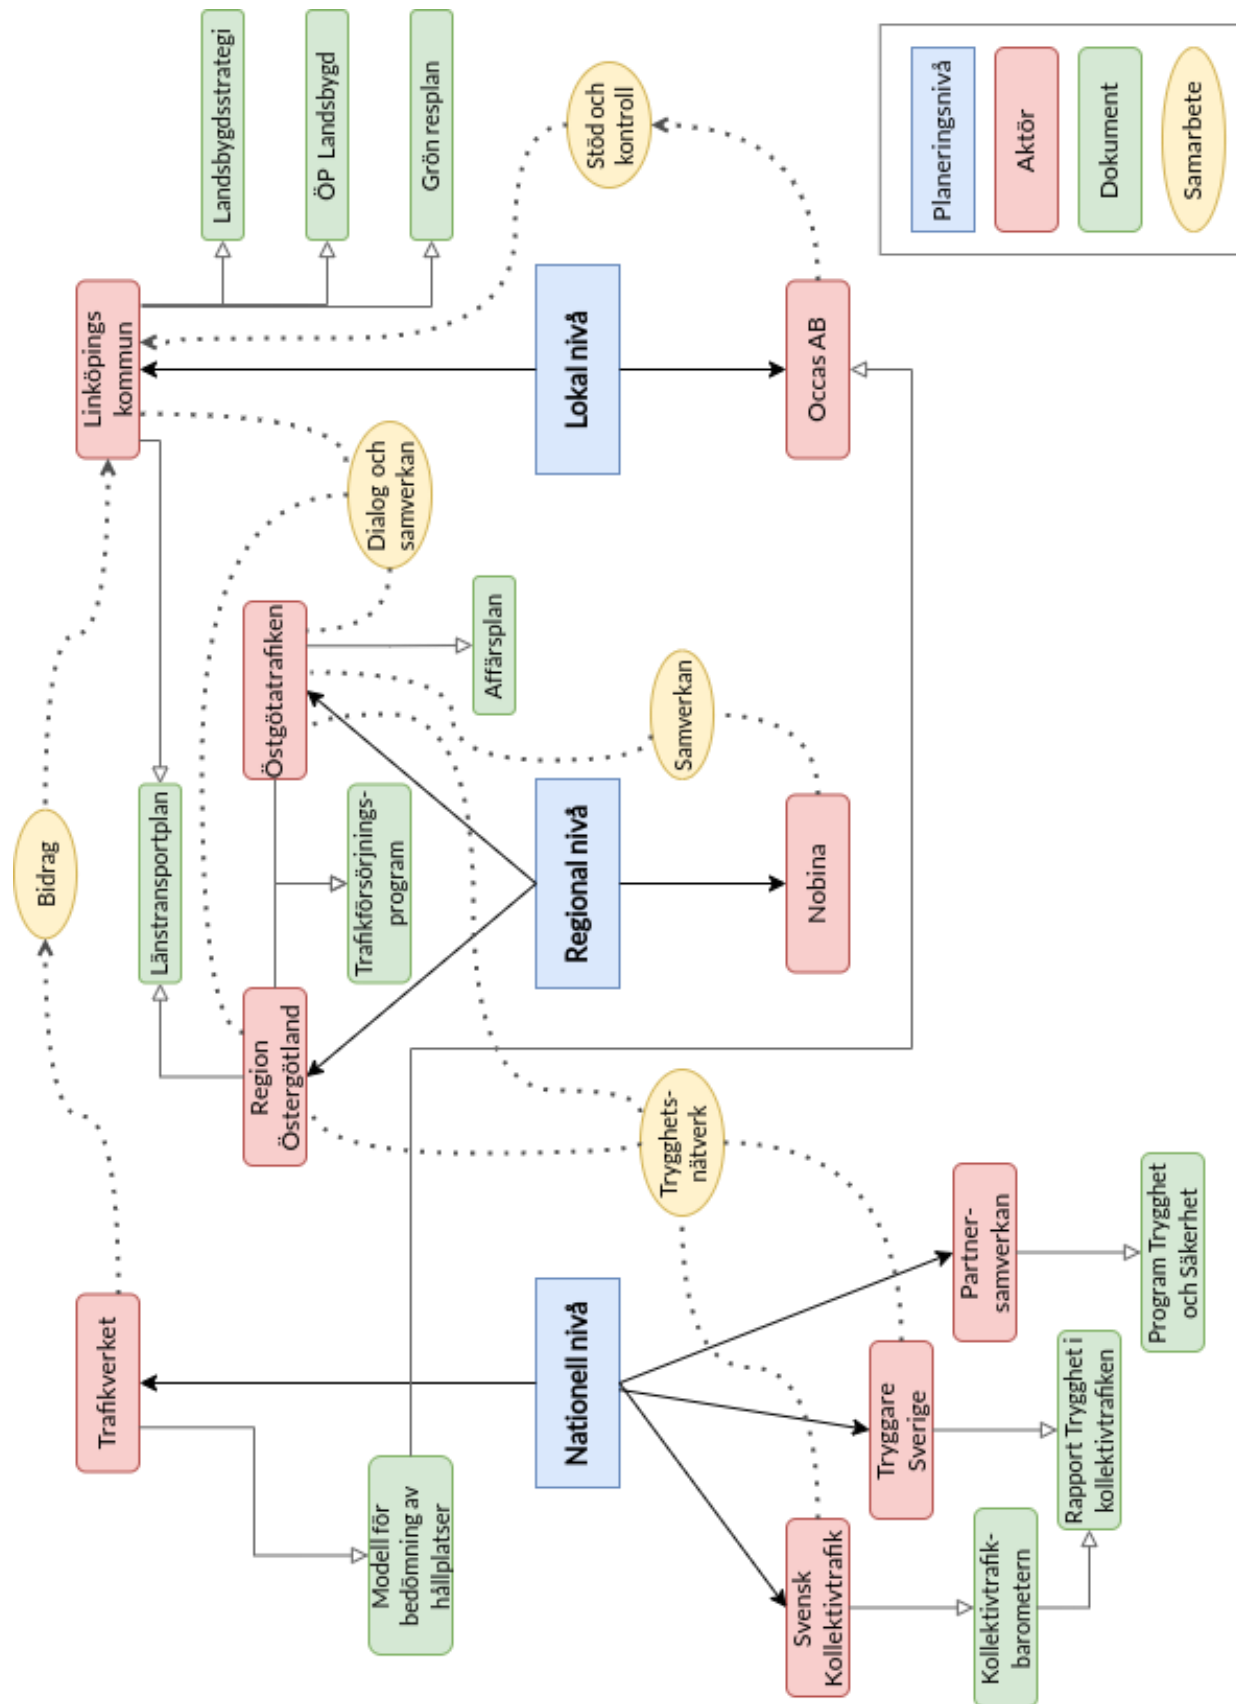 Trafikverket
Bidrag
Linköpings
kommun
Landsbygdsstrategi
ÖP Landsbygd
Grön resplan
Länstransportplan
Region
Östergötland
Östgötatrafiken
Trafikförsörjnings-
program
Dialog och
samverkan
Affärsplan
Modell för
bedömning av
hållplatser
Stöd och
kontroll
Nationell nivå
Regional nivå
Lokal nivå
Trygghets-
nätverk
Samverkan
Svensk
Kollektivtrafik
Tryggare
Sverige
Partner-
samverkan
Nobina
Occas AB
Kollektivtrafik-
barometern
Rapport Trygghet i
kollektivtrafiken
Program Trygghet
och Säkerhet
Planeringsnivå
Aktör
Dokument
Samarbete